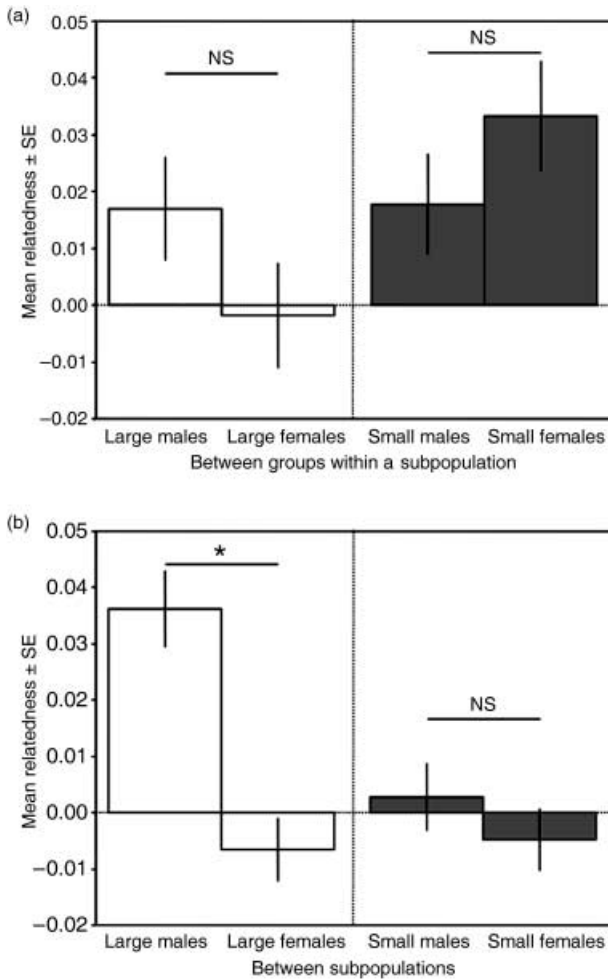 (a)
0.05
0.04
0.03
0.02
0.01
0.00
−0.01
−0.02
Mean relatedness ± SE
NS
NS
Large males
Large females
Small males
Small females
Between groups within a subpopulation
(b)
0.05
0.04
0.03
0.02
0.01
0.00
−0.01
−0.02
Mean relatedness ± SE
*
NS
Large males
Large females
Small males
Small females
Between subpopulations